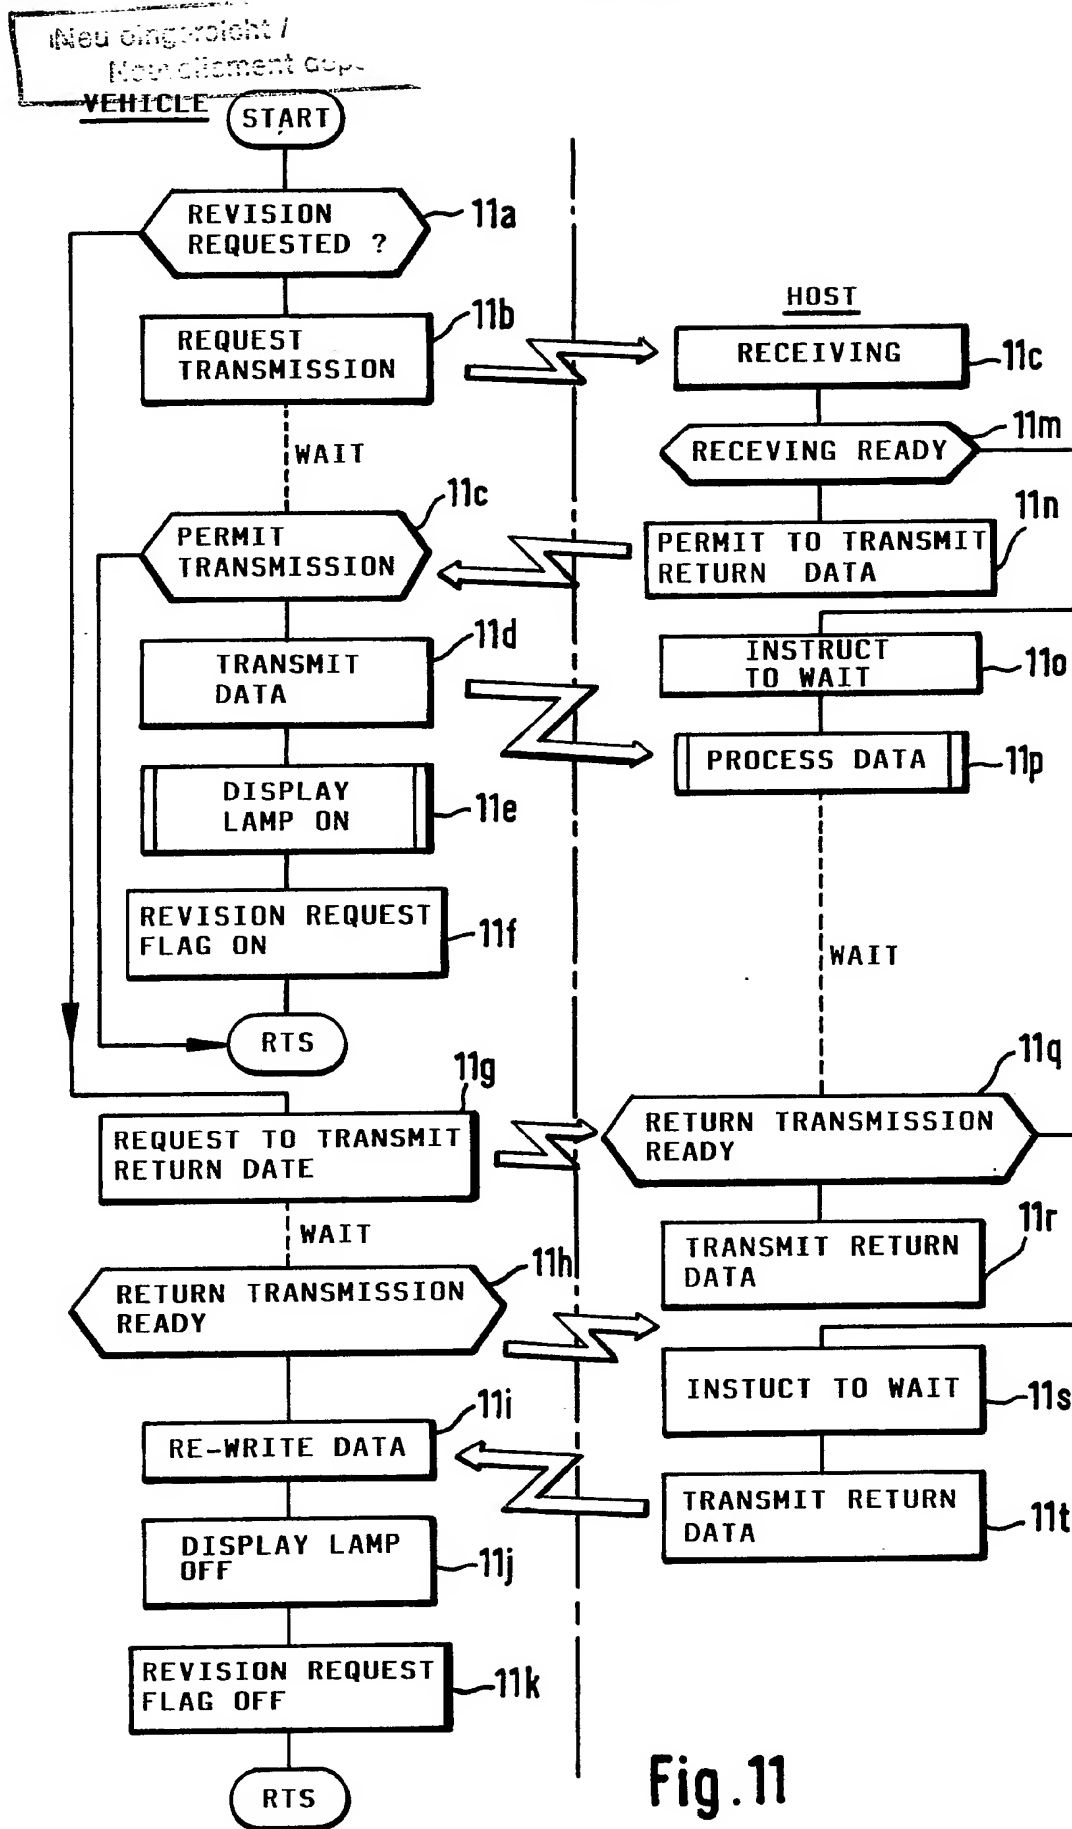 Neu eingereicht /
Nouvellement
VEHICLE
START
REVISION
REQUESTED ?
11a
REQUEST
TRANSMISSION
11b
WAIT
PERMIT
TRANSMISSION
11c
TRANSMIT
DATA
11d
DISPLAY
LAMP ON
11e
REVISION REQUEST
FLAG ON
11f
RTS
REQUEST TO TRANSMIT
RETURN DATE
11g
WAIT
RETURN TRANSMISSION
READY
11h
RE-WRITE DATA
11i
DISPLAY LAMP
OFF
11j
REVISION REQUEST
FLAG OFF
11k
RTS
HOST
RECEIVING
11c
RECEVING READY
11m
PERMIT TO TRANSMIT
RETURN DATA
11n
INSTRUCT
TO WAIT
11o
PROCESS DATA
11p
WAIT
RETURN TRANSMISSION
READY
11q
TRANSMIT RETURN
DATA
11r
INSTUCT TO WAIT
11s
TRANSMIT RETURN
DATA
11t
Fig.11